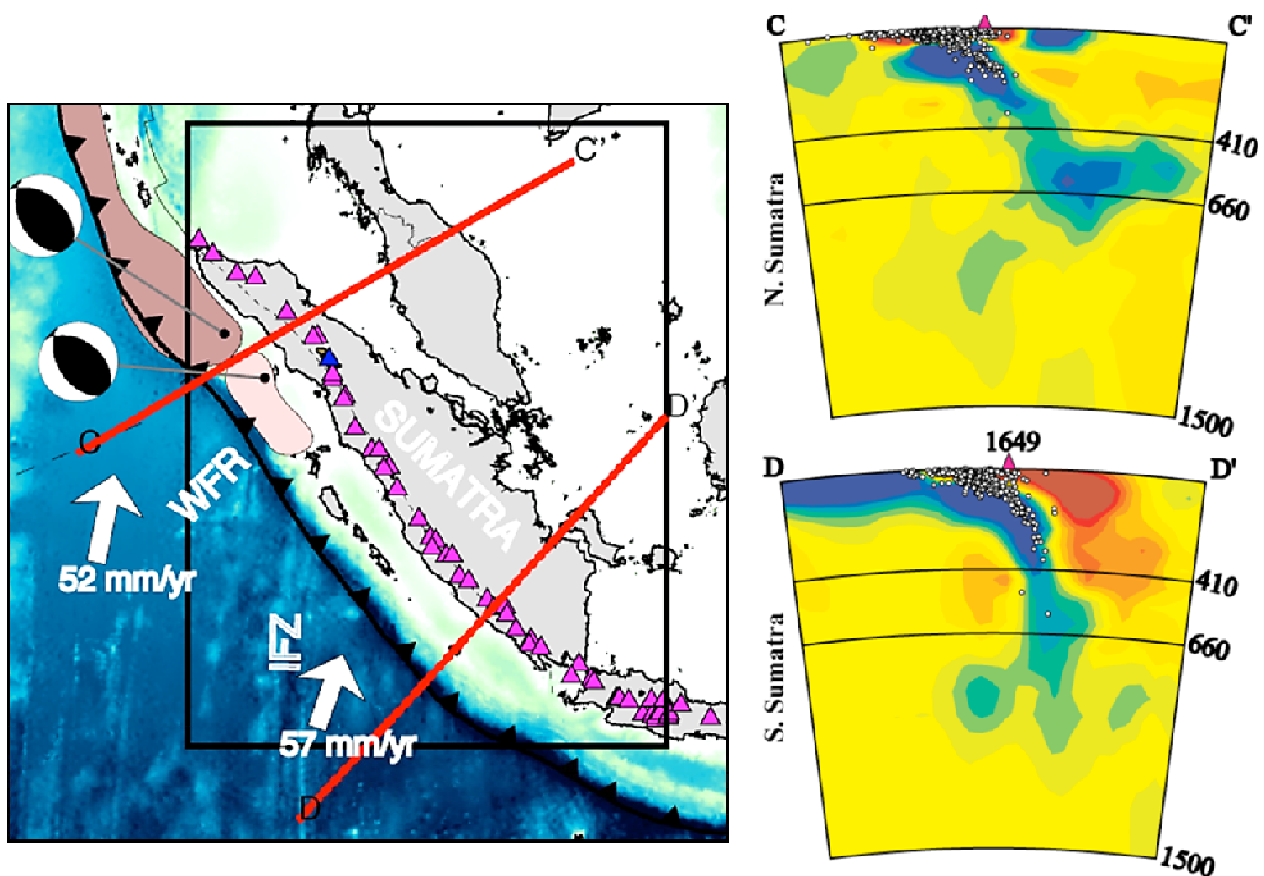 C'
C
WFR
SUMATRA
D'
52 mm/yr
IFZ
57 mm/yr
D
C
C'
410
660
N. Sumatra
1500
1649
D
D'
410
660
S. Sumatra
1500